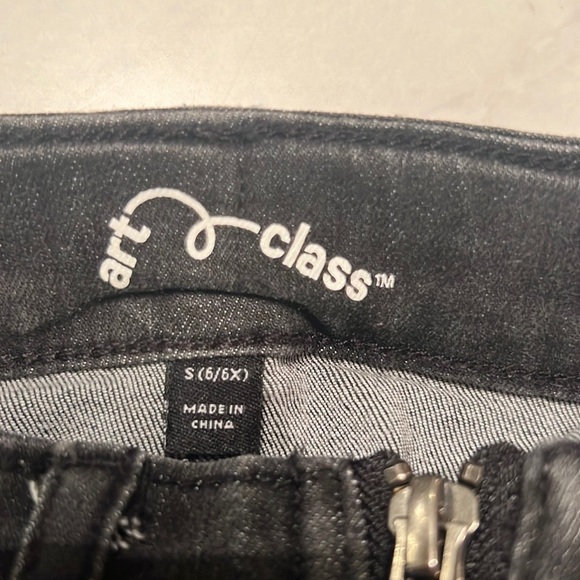 art class™
S (6/6X)
MADE IN
CHINA